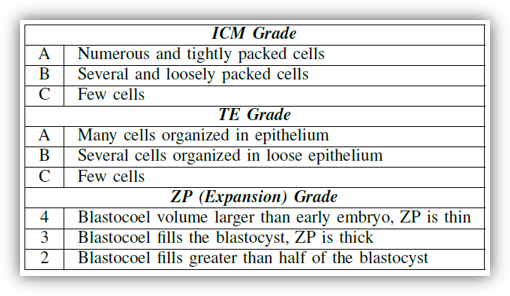 ICM Grade
A Numerous and tightly packed cells
B Several and loosely packed cells
C Few cells
TE Grade
A Many cells organized in epithelium
B Several cells organized in loose epithelium
C Few cells
ZP (Expansion) Grade
4 Blastocoel volume larger than early embryo, ZP is thin
3 Blastocoel fills the blastocyst, ZP is thick
2 Blastocoel fills greater than half of the blastocyst